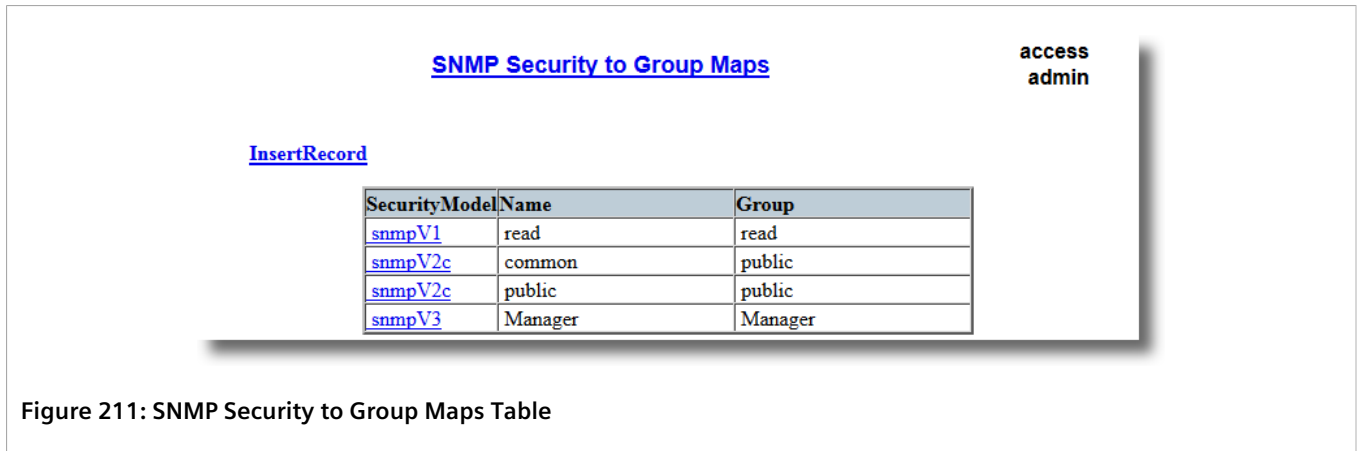 SNMP Security to Group Maps
access
admin
InsertRecord
SecurityModel Name Group
snmpV1 read read
snmpV2c common public
snmpV2c public public
snmpV3 Manager Manager
Figure 211: SNMP Security to Group Maps Table